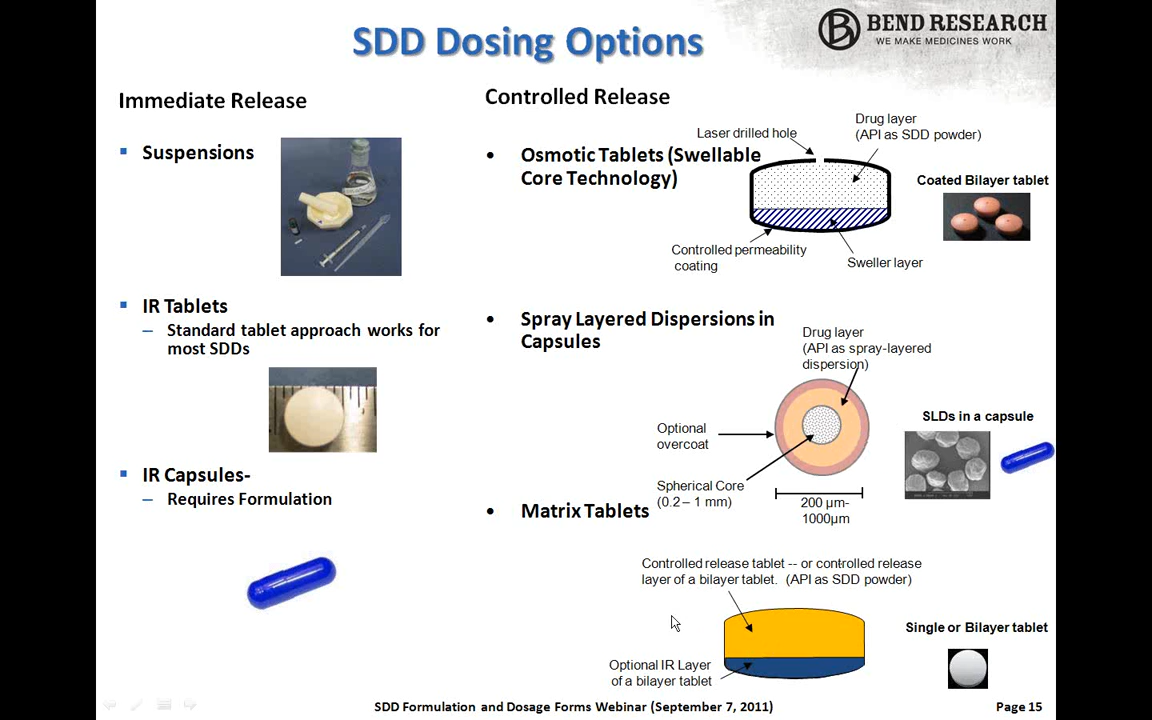 SDD Dosing Options
BEND RESEARCH
WE MAKE MEDICINES WORK
Immediate Release
Suspensions
IR Tablets
– Standard tablet approach works for
most SDDs
IR Capsules-
– Requires Formulation
Controlled Release
Osmotic Tablets (Swellable
Core Technology)
Laser drilled hole
Drug layer
(API as SDD powder)
Coated Bilayer tablet
Controlled permeability
coating
Sweller layer
Spray Layered Dispersions in
Capsules
Drug layer
(API as spray-layered
dispersion)
Optional
overcoat
Spherical Core
(0.2 – 1 mm)
200 µm-
1000µm
SLDs in a capsule
Matrix Tablets
Controlled release tablet -- or controlled release
layer of a bilayer tablet. (API as SDD powder)
Optional IR Layer
of a bilayer tablet
Single or Bilayer tablet
SDD Formulation and Dosage Forms Webinar (September 7, 2011)
Page 15